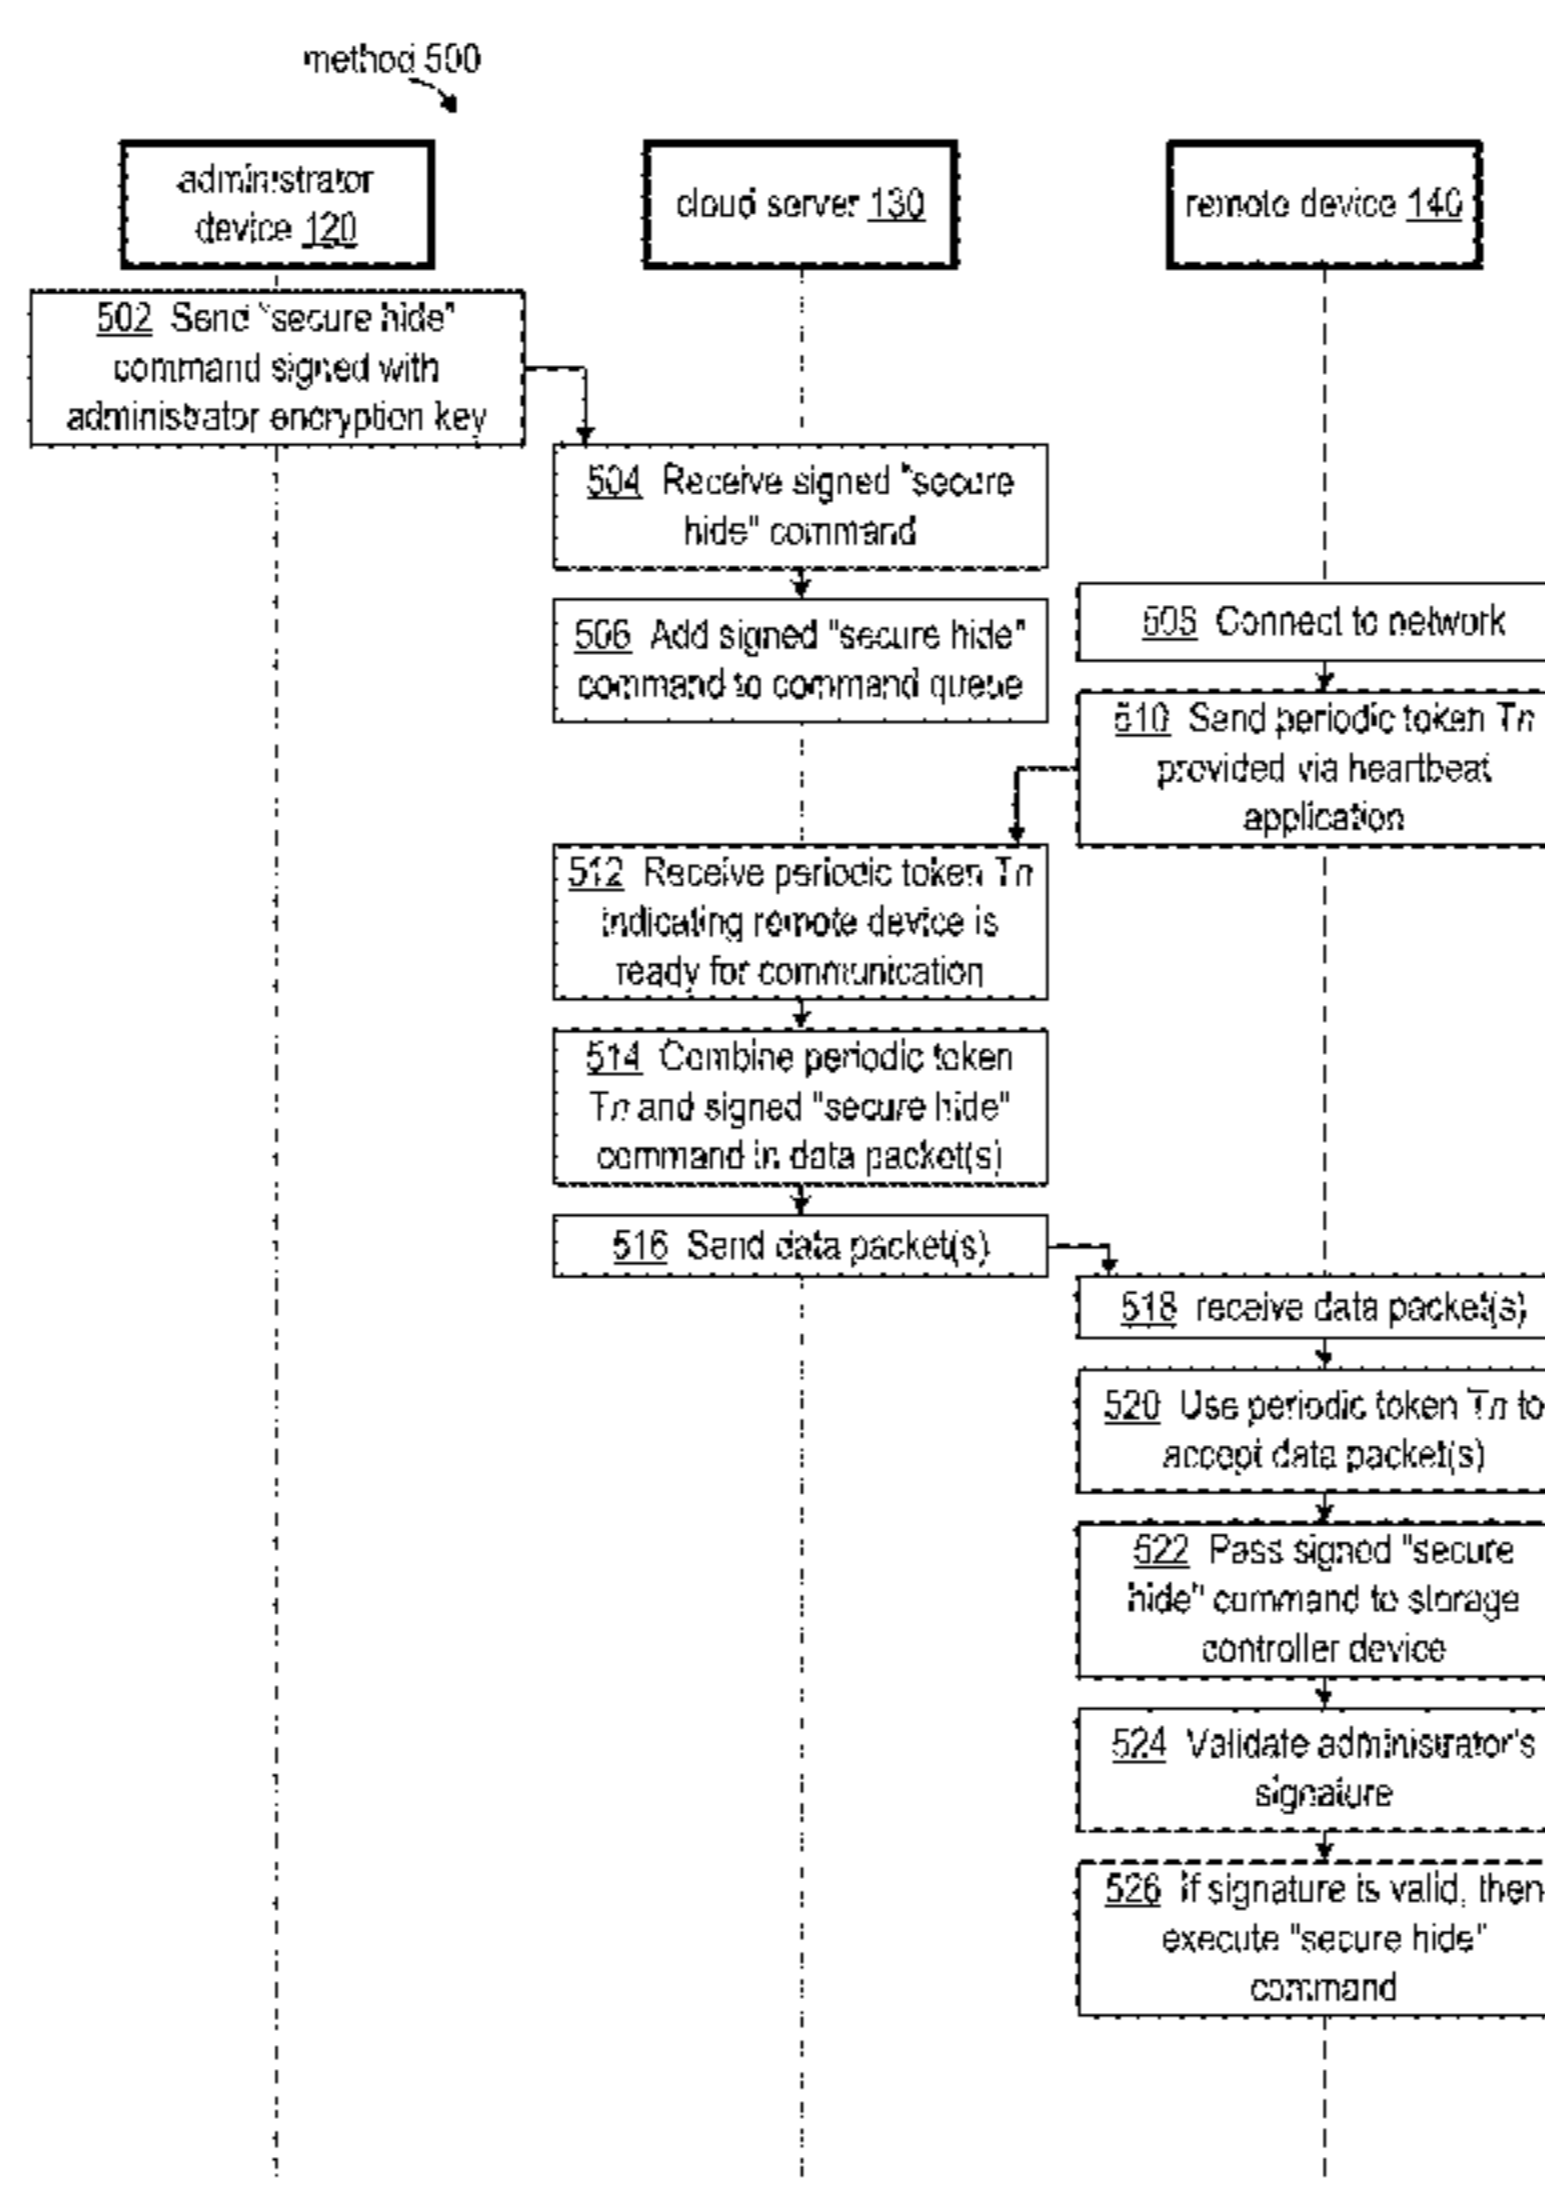 method 500
administrator
device 120
cloud server 130
remote device 140
502 Send "secure hide"
command signed with
administrator encryption key
504 Receive signed "secure
hide" command
506 Add signed "secure hide"
command to command queue
508 Connect to network
510 Send periodic token Tn
provided via heartbeat
application
512 Receive periodic token Tn
indicating remote device is
ready for communication
514 Combine periodic token
Tn and signed "secure hide"
command in data packet(s)
516 Send data packet(s)
518 receive data packet(s)
520 Use periodic token Tn to
accept data packet(s)
522 Pass signed "secure
hide" command to storage
controller device
524 Validate administrator's
signature
526 If signature is valid, then
execute "secure hide"
command